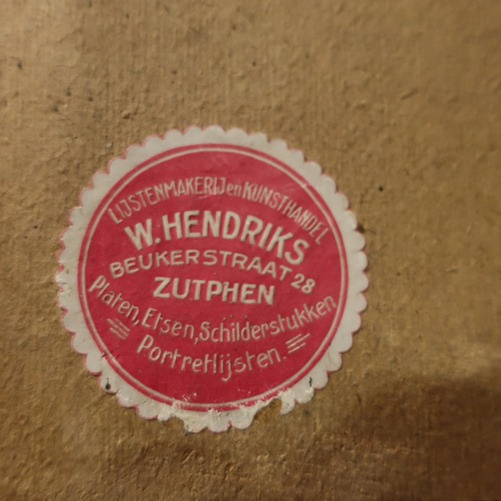 LIJSTENMAKERIJ en KUNSTHANDEL
W. HENDRIKS
BEUKERSTRAAT 28
ZUTPHEN
Platen, Etsen, Schilderstukken
Portretlijsten.